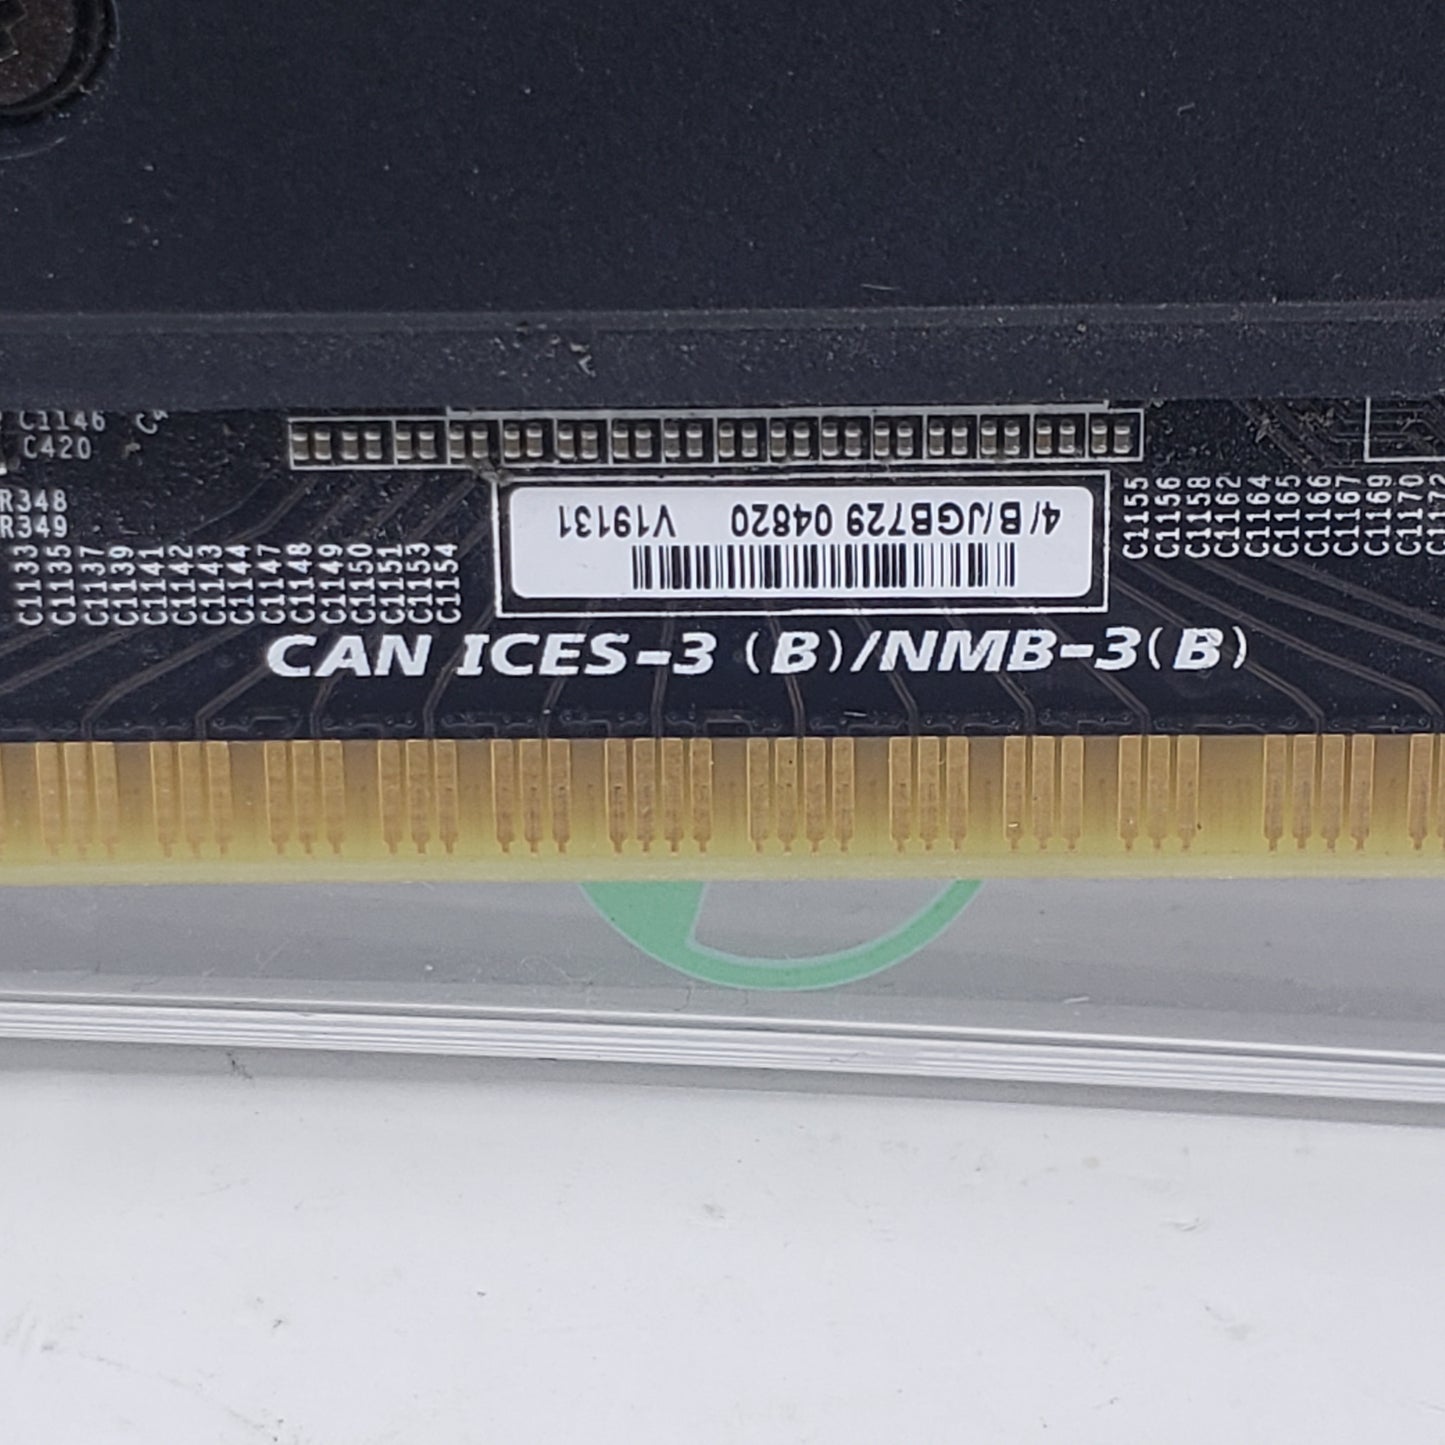 C1146
C420
R348
R349
C1133
C1135
C1137
C1139
C1141
C1142
C1143
C1144
C1147
C1148
C1149
C1150
C1151
C1153
C1154
4/B/JGB729 04820 V19131
C1155
C1156
C1158
C1162
C1164
C1165
C1166
C1167
C1169
C1170
C1172
CAN ICES-3 (B)/NMB-3(B)